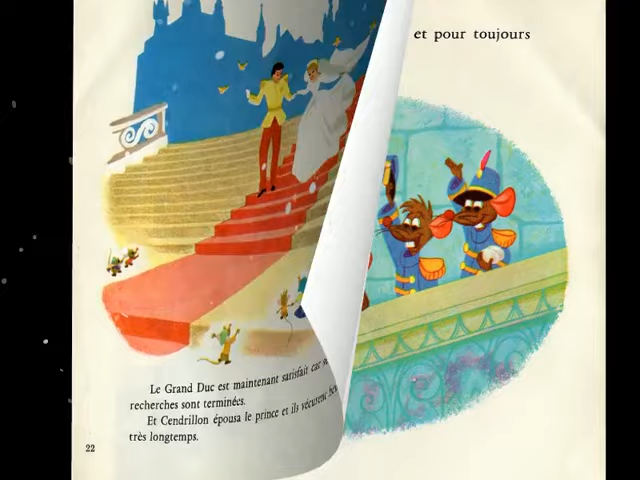 et pour toujours
Le Grand Duc est maintenant satisfait car
recherches sont terminées.
Et Cendrillon épousa le prince et ils vécurent
très longtemps.
22